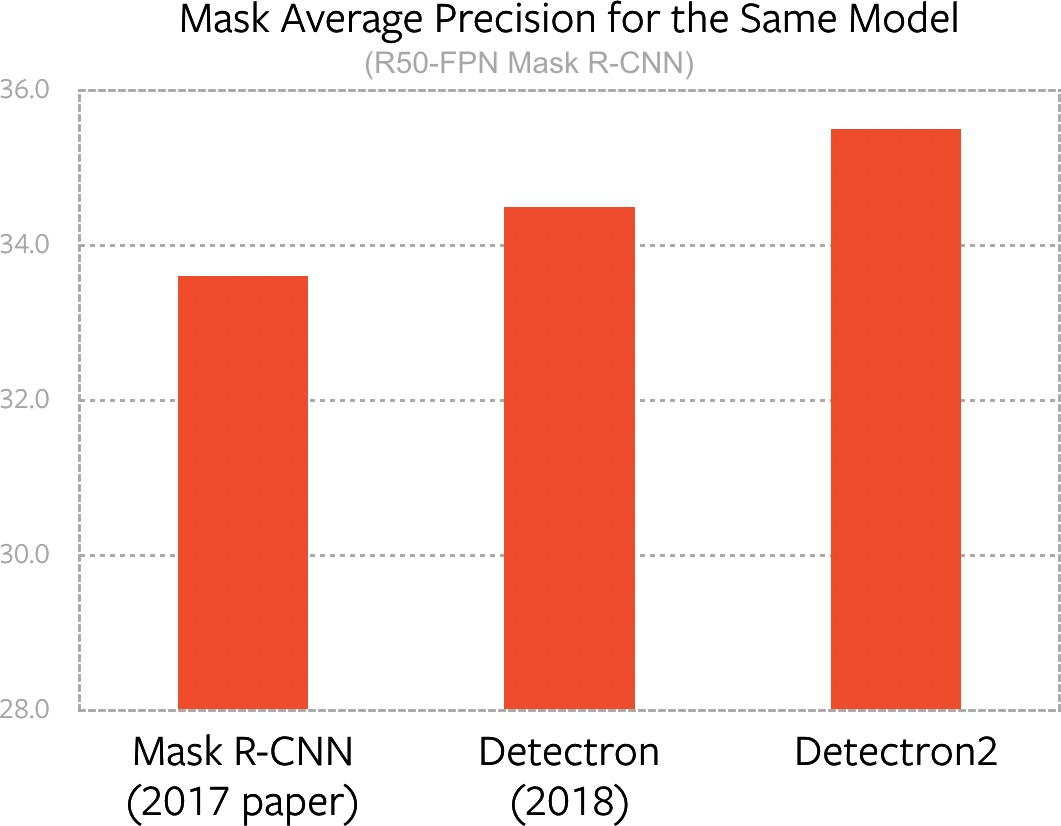 Mask Average Precision for the Same Model
(R50-FPN Mask R-CNN)
36.0
34.0
32.0
30.0
28.0
Mask R-CNN
(2017 paper)
Detectron
(2018)
Detectron2